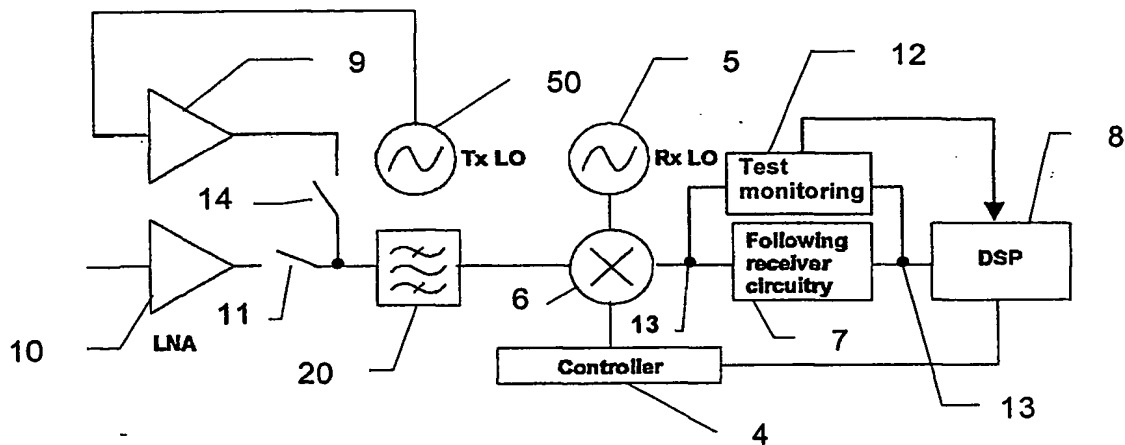 9
50
5
12
8
Tx LO
Rx LO
Test
monitoring
14
Following
receiver
circuitry
DSP
11
6
13
10
LNA
20
7
Controller
4
13